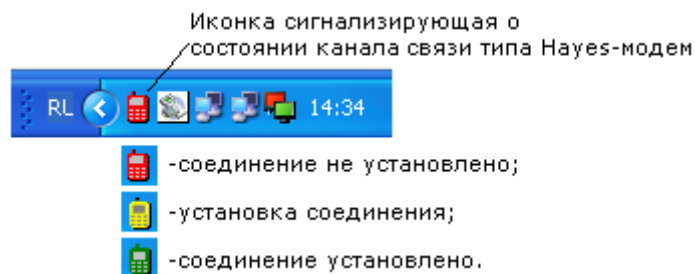 Иконка сигнализирующая о
состоянии канала связи типа Hayes-модем
RL 14:34
-соединение не установлено;
-установка соединения;
-соединение установлено.